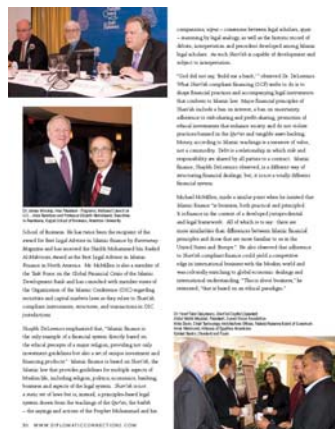 Dr. James Kinslow, Vice President - Programs, National Council on
School of Business. He has twice been the recipient of the
award for Best Legal Advisor in Islamic finance by Euromoney
Magazine and has received the Sheikh Mohammed bin Rashid
Al Maktoum Award as the Best Legal Advisor in Islamic
Finance in North America. Mr. McMillen is also a member of
the Task Force on the Global Financial Crisis of the Islamic
Development Bank and has consulted with member states of
the Organization of the Islamic Conference (OIC) regarding
securities and capital markets laws as they relate to Shari'ah
compliant instruments, structures, and transactions in OIC
jurisdictions.
Shaykh DeLorenzo emphasized that, "Islamic finance is
the only example of a financial system directly based on
the ethical precepts of a major religion, providing not only
investment guidelines but also a set of unique investment and
financing products." Islamic finance is based on Shari'ah, the
Islamic law that provides guidelines for multiple aspects of
Muslim life, including religion, politics, economics, banking,
business and aspects of the legal system. Shari'ah is not
a static set of laws but is, instead, a principles-based legal
system drawn from the teachings of the Qur'an, the hadith
- the sayings and actions of the Prophet Mohammed and his
WWW.DIPLOMATICCONNECTIONS.COM
companions; ijma – consensus between legal scholars, qiyas
– reasoning by legal analogy, as well as the historic record of
debate, interpretation and precedent developed among Islamic
legal scholars. As such Shari'ah is capable of development and
subject to interpretation.
"God did not say, 'Build me a bank,'" observed Dr. DeLorenzo.
What Shari'ah compliant financing (SCF) seeks to do is to
shape financial practices and accompanying legal instruments
that conform to Islamic law. Major financial principles of
Shari'ah include a ban on interest, a ban on uncertainty,
adherence to risk-sharing and profit-sharing, promotion of
ethical investments that enhance society and do not violate
practices banned in the Qur'an and tangible asset-backing.
Money, according to Islamic teachings is a measure of value,
not a commodity. Debt is a relationship in which risk and
responsibility are shared by all parties to a contract. Islamic
finance, Shaykh DeLorenzo observed, is a different way of
structuring financial dealings but, it is not a totally different
financial system.
Michael McMillen, made a similar point when he insisted that
Islamic finance "is business, both practical and principled.
It is business in the context of a developed jurisprudential
and legal framework. All of which is to say there are
more similarities than differences between Islamic financial
principles and those that are more familiar to us in the
United States and Europe." He also observed that adherence
to Shari'ah compliant finance could yield a competitive
edge in international business with the Muslim world and
was culturally enriching to global economic dealings and
international understanding. "This is about business," he
reiterated, "that is based on an ethical paradigm."